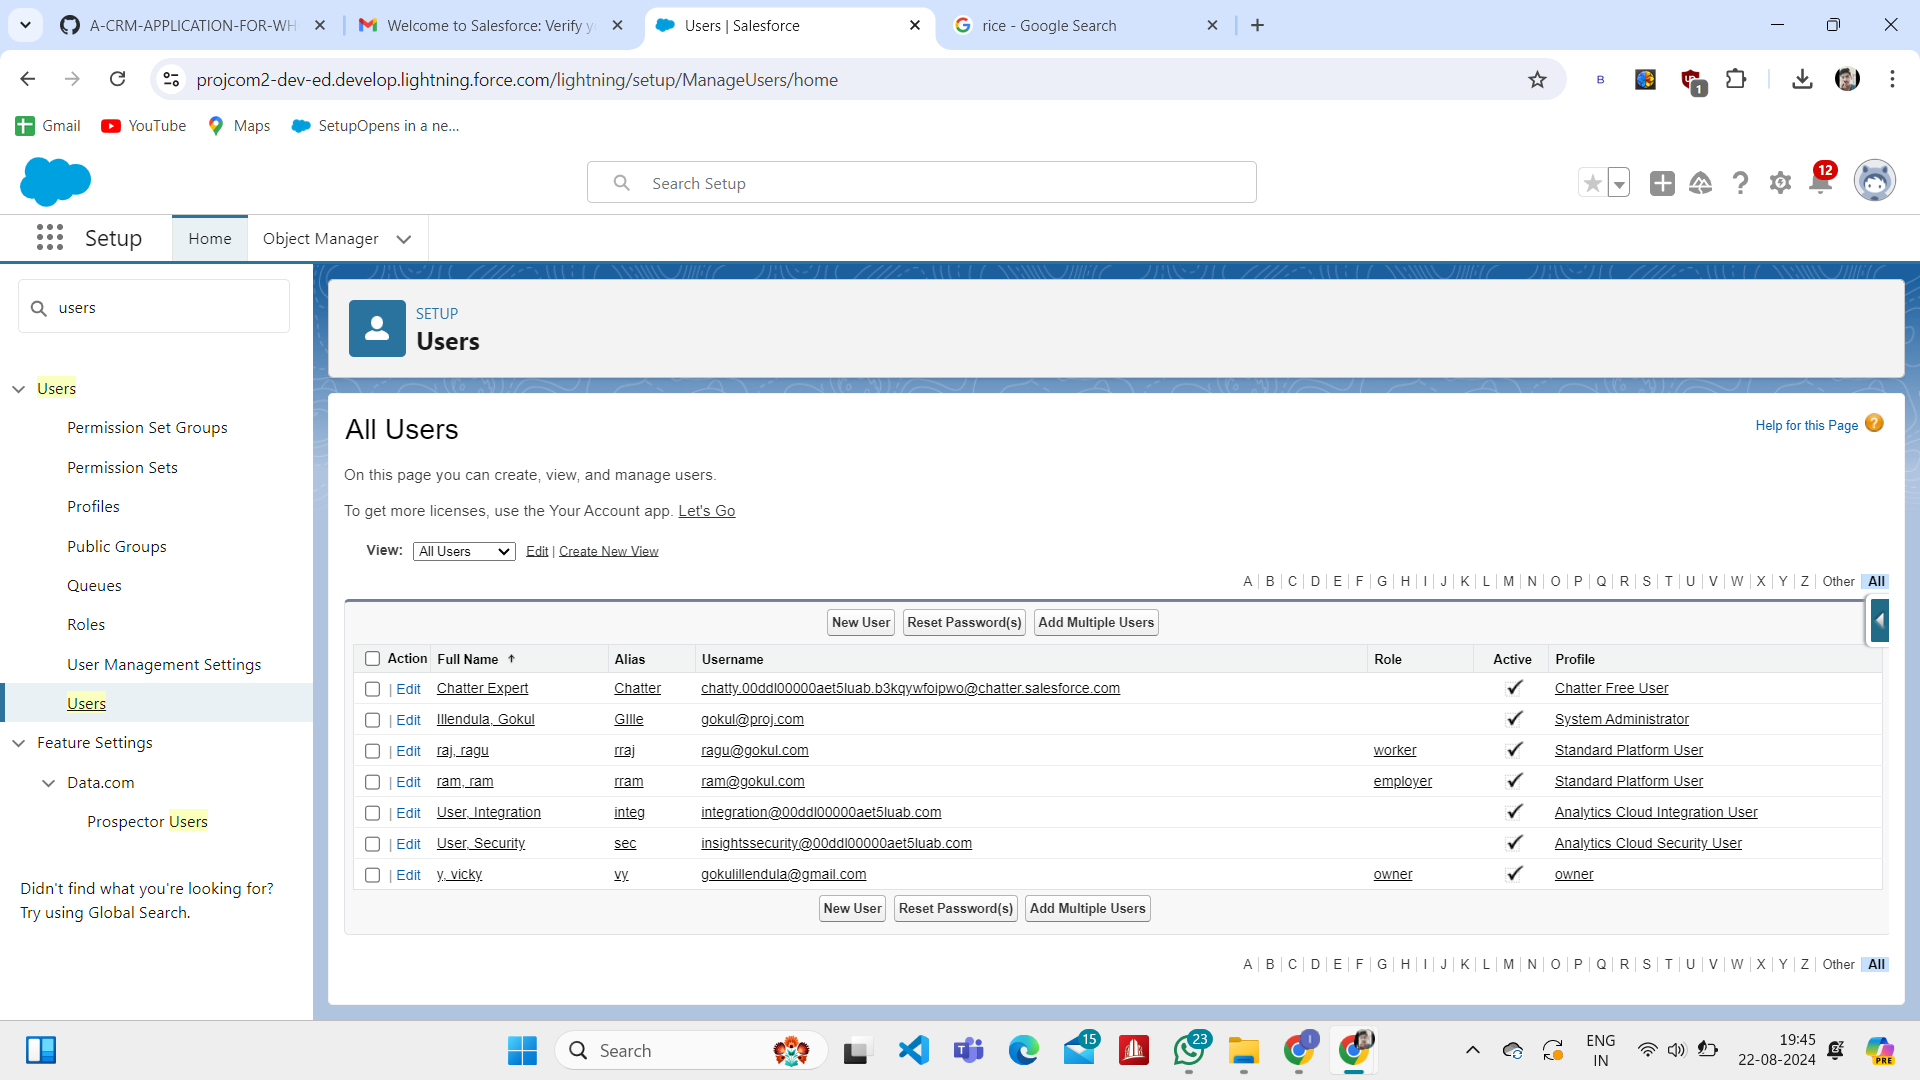 A-CRM-APPLICATION-FOR-WH
Welcome to Salesforce: Verify y
Users | Salesforce
rice - Google Search
projcom2-dev-ed.develop.lightning.force.com/lightning/setup/ManageUsers/home
B
1
Gmail
YouTube
Maps
SetupOpens in a ne...
Search Setup
12
Setup
Home
Object Manager
users
SETUP
Users
Users
Permission Set Groups
Permission Sets
Profiles
Public Groups
Queues
Roles
User Management Settings
Users
Feature Settings
Data.com
Prospector Users
Didn't find what you're looking for?
Try using Global Search.
All Users
Help for this Page ?
On this page you can create, view, and manage users.
To get more licenses, use the Your Account app. Let's Go
View: All Users Edit | Create New View
A | B | C | D | E | F | G | H | I | J | K | L | M | N | O | P | Q | R | S | T | U | V | W | X | Y | Z | Other | All
New User Reset Password(s) Add Multiple Users
Action Full Name ↑ Alias Username Role Active Profile
| Edit Chatter Expert Chatter chatty.00ddl00000aet5luab.b3kqywfoipwo@chatter.salesforce.com Chatter Free User
| Edit Illendula, Gokul GIlle gokul@proj.com System Administrator
| Edit raj, ragu rraj ragu@gokul.com worker Standard Platform User
| Edit ram, ram rram ram@gokul.com employer Standard Platform User
| Edit User, Integration integ integration@00ddl00000aet5luab.com Analytics Cloud Integration User
| Edit User, Security sec insightssecurity@00ddl00000aet5luab.com Analytics Cloud Security User
| Edit y, vicky vy gokulillendula@gmail.com owner owner
New User Reset Password(s) Add Multiple Users
A | B | C | D | E | F | G | H | I | J | K | L | M | N | O | P | Q | R | S | T | U | V | W | X | Y | Z | Other | All
Search
15
23
I
ENG
IN
19:45
22-08-2024
PRE